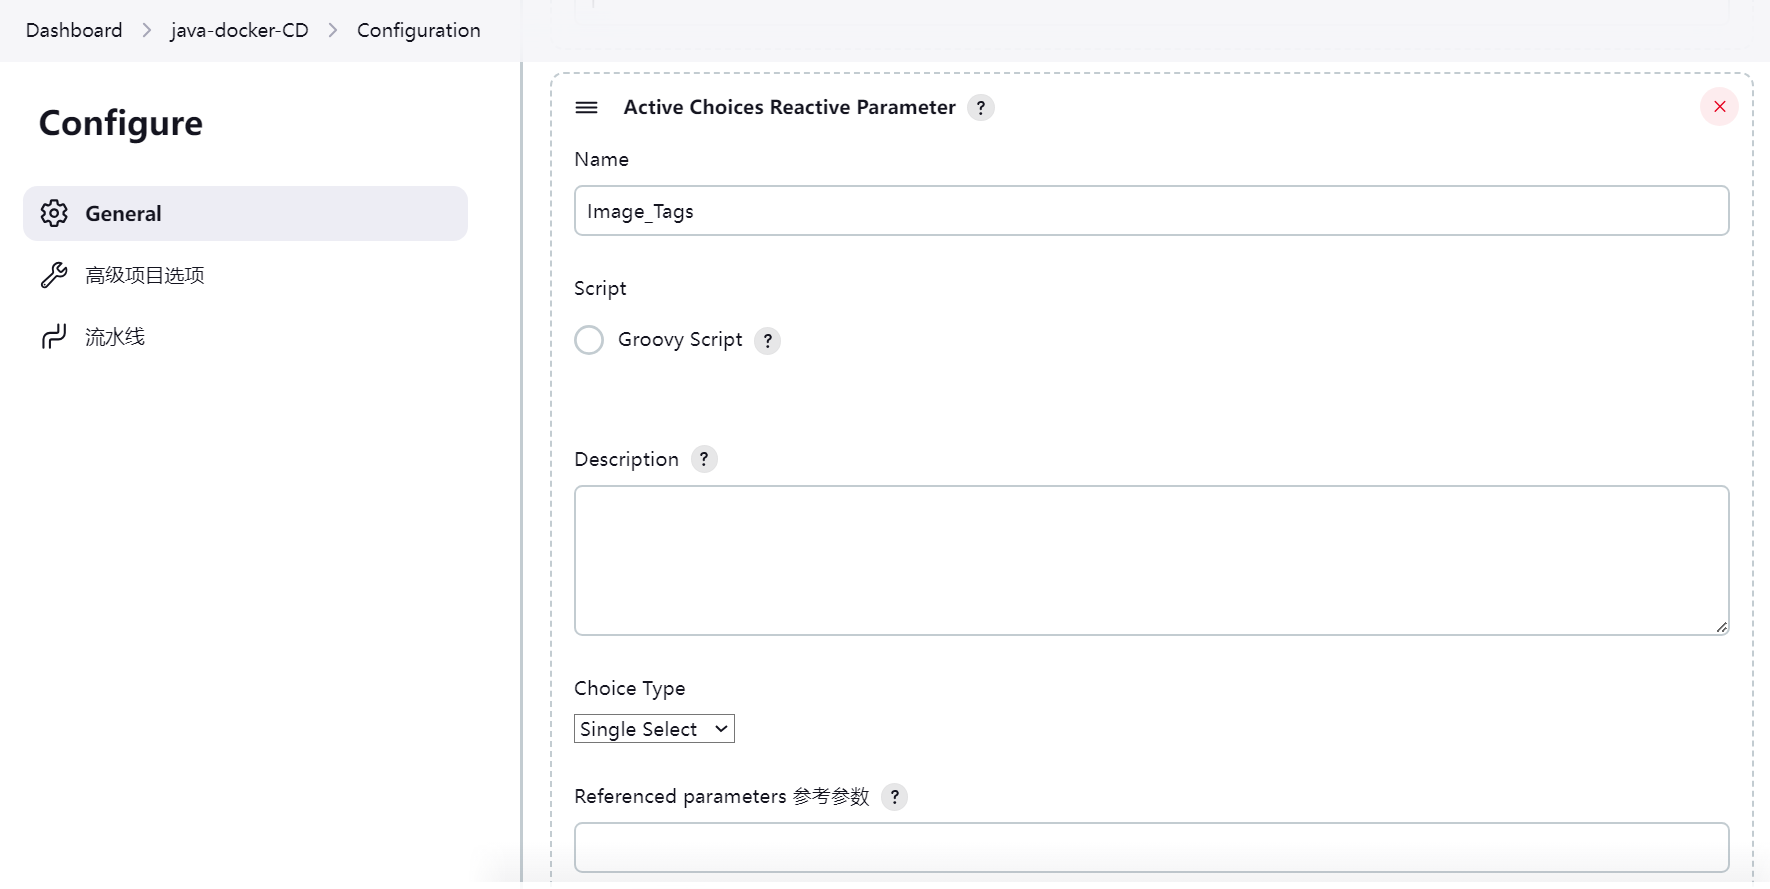 Dashboard > java-docker-CD > Configuration
Configure
General
高级项目选项
流水线
Active Choices Reactive Parameter ?
Name
Image_Tags
Script
Groovy Script ?
Description ?
Choice Type
Single Select
Referenced parameters 参考参数 ?